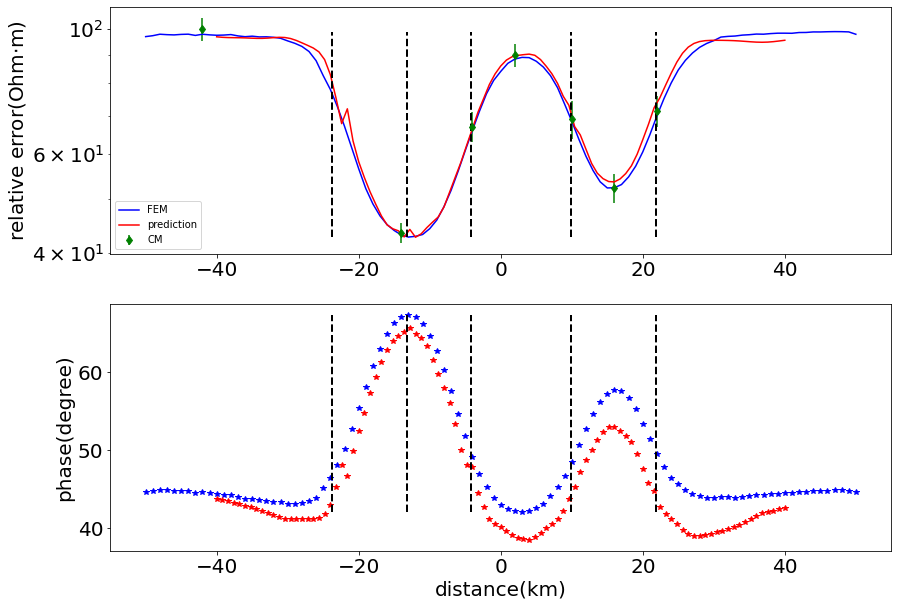 relative error(Ohm·m)
10²
6 × 10¹
4 × 10¹
FEM
prediction
CM
−40
−20
0
20
40
phase(degree)
60
50
40
−40
−20
0
20
40
distance(km)